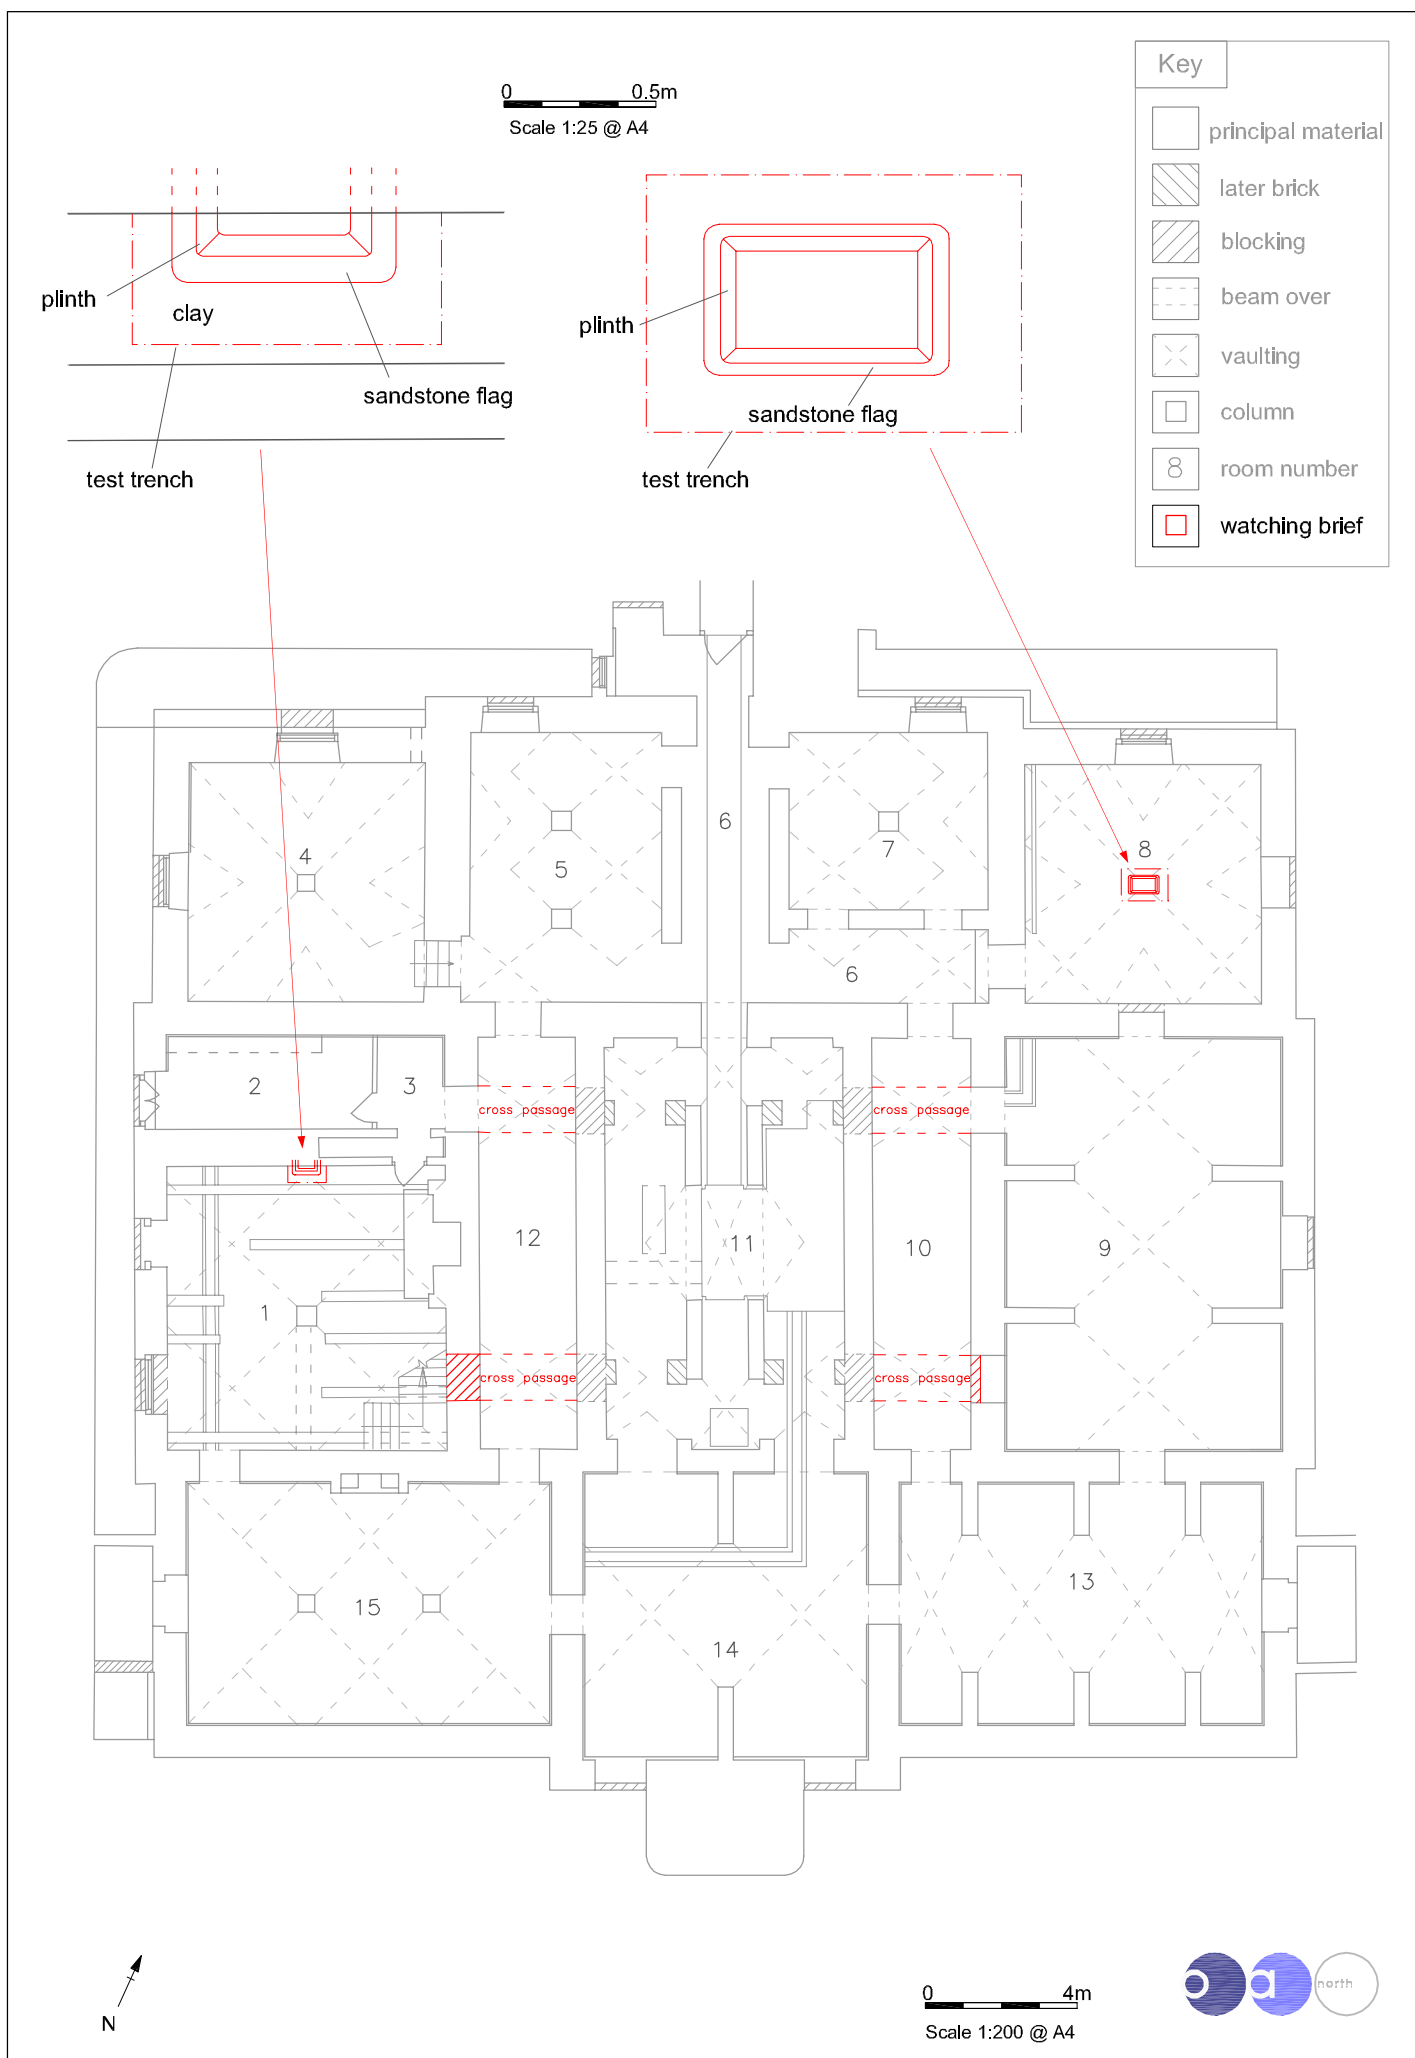 Key
0 0.5m
Scale 1:25 @ A4
principal material
later brick
blocking
beam over
vaulting
column
8 room number
watching brief
plinth
clay
sandstone flag
test trench
plinth
sandstone flag
test trench
4
5
6
7
8
6
2
3
cross passage
cross passage
12
11
10
9
1
cross passage
cross passage
15
14
13
N
0 4m
Scale 1:200 @ A4
oa north